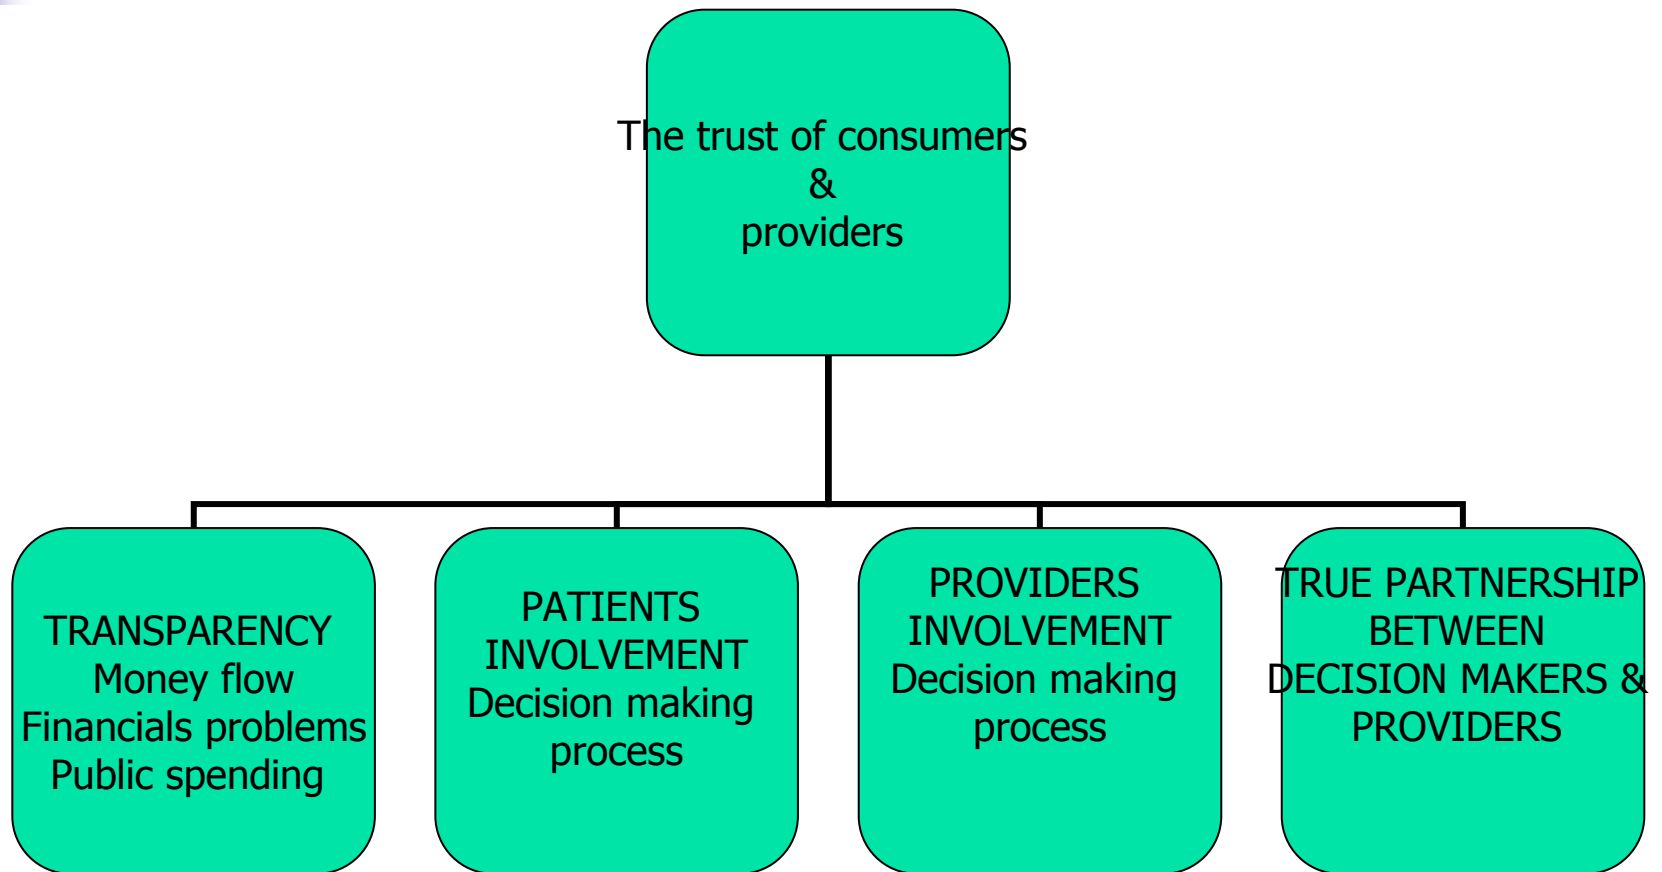 The trust of consumers
&
providers
TRANSPARENCY
Money flow
Financials problems
Public spending
PATIENTS
INVOLVEMENT
Decision making
process
PROVIDERS
INVOLVEMENT
Decision making
process
TRUE PARTNERSHIP
BETWEEN
DECISION MAKERS &
PROVIDERS